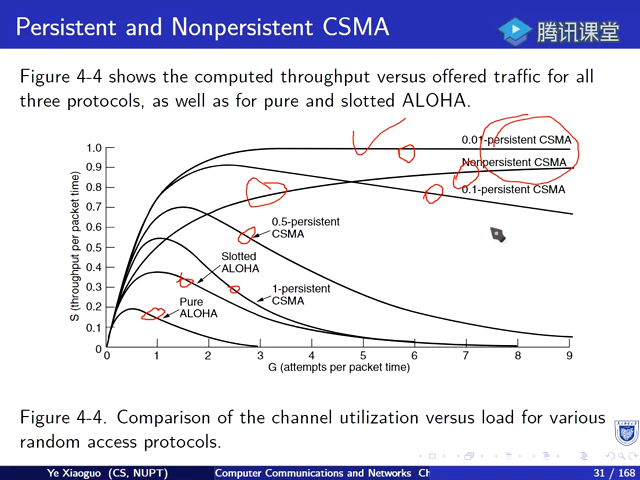 Persistent and Nonpersistent CSMA
腾讯课堂
Figure 4-4 shows the computed throughput versus offered traffic for all
three protocols, as well as for pure and slotted ALOHA.
0.01-persistent CSMA
Nonpersistent CSMA
0.1-persistent CSMA
0.5-persistent
CSMA
Slotted
ALOHA
1-persistent
CSMA
Pure
ALOHA
S (throughput per packet time)
1.0
0.9
0.8
0.7
0.6
0.5
0.4
0.3
0.2
0.1
0
0 1 2 3 4 5 6 7 8 9
G (attempts per packet time)
Figure 4-4. Comparison of the channel utilization versus load for various
random access protocols.
Ye Xiaoguo (CS, NUPT) Computer Communications and Networks Ch 31 / 168